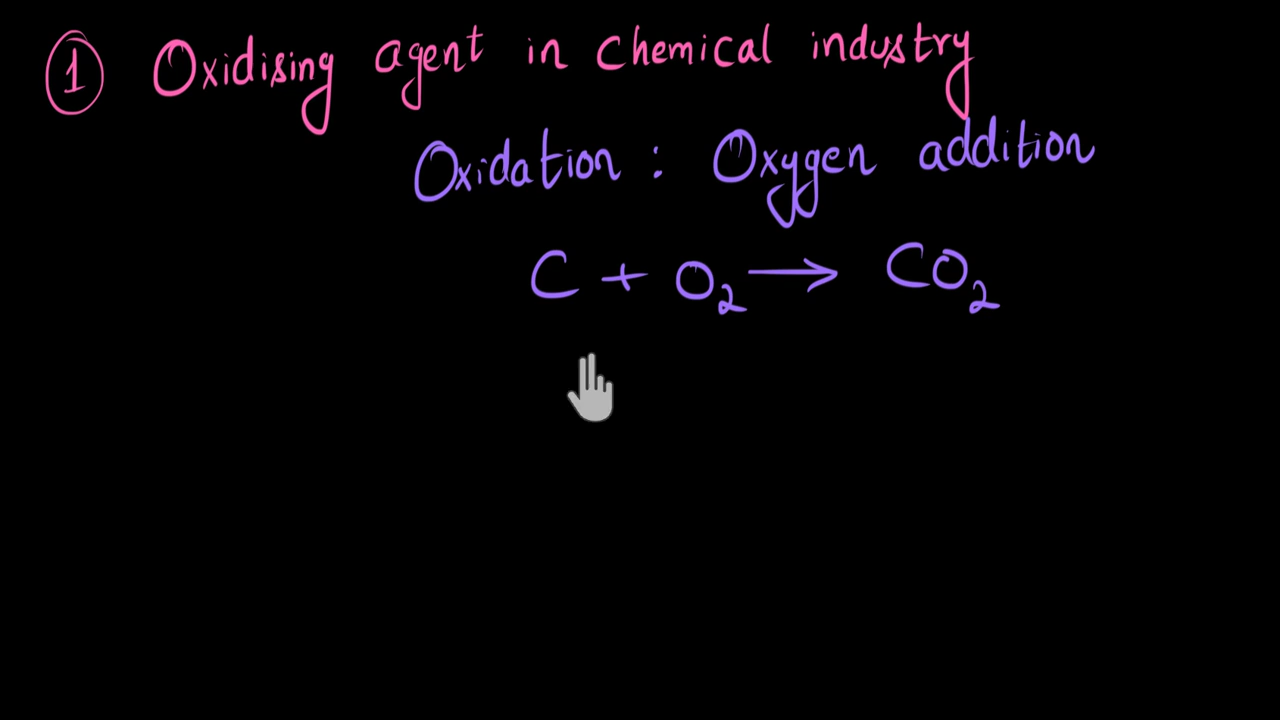 ① Oxidising agent in chemical industry
Oxidation : Oxygen addition
C + O₂ ⟶ CO₂